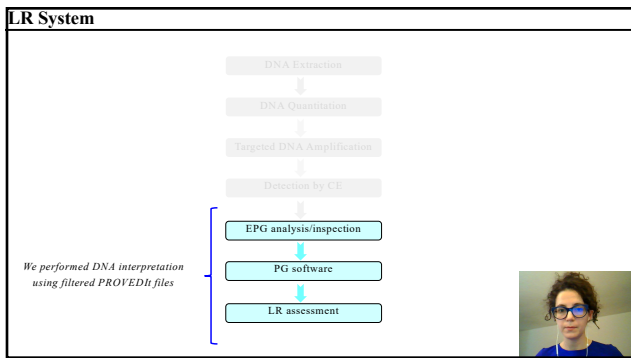 LR System
DNA Extraction
DNA Quantitation
Targeted DNA Amplification
Detection by CE
EPG analysis/inspection
We performed DNA interpretation
using filtered PROVEDIt files
PG software
LR assessment